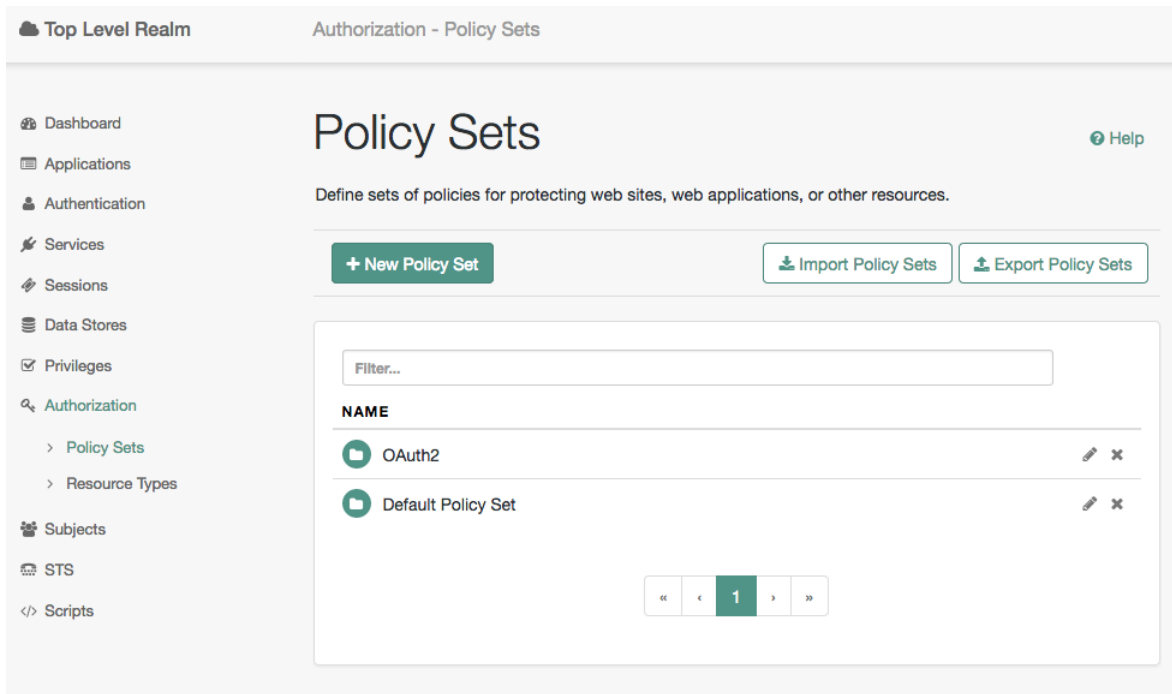 Top Level Realm
Authorization - Policy Sets
Dashboard
Applications
Authentication
Services
Sessions
Data Stores
Privileges
Authorization
> Policy Sets
> Resource Types
Subjects
STS
</> Scripts
Policy Sets
Help
Define sets of policies for protecting web sites, web applications, or other resources.
+ New Policy Set
Import Policy Sets
Export Policy Sets
Filter...
NAME
OAuth2
Default Policy Set
« ‹ 1 › »